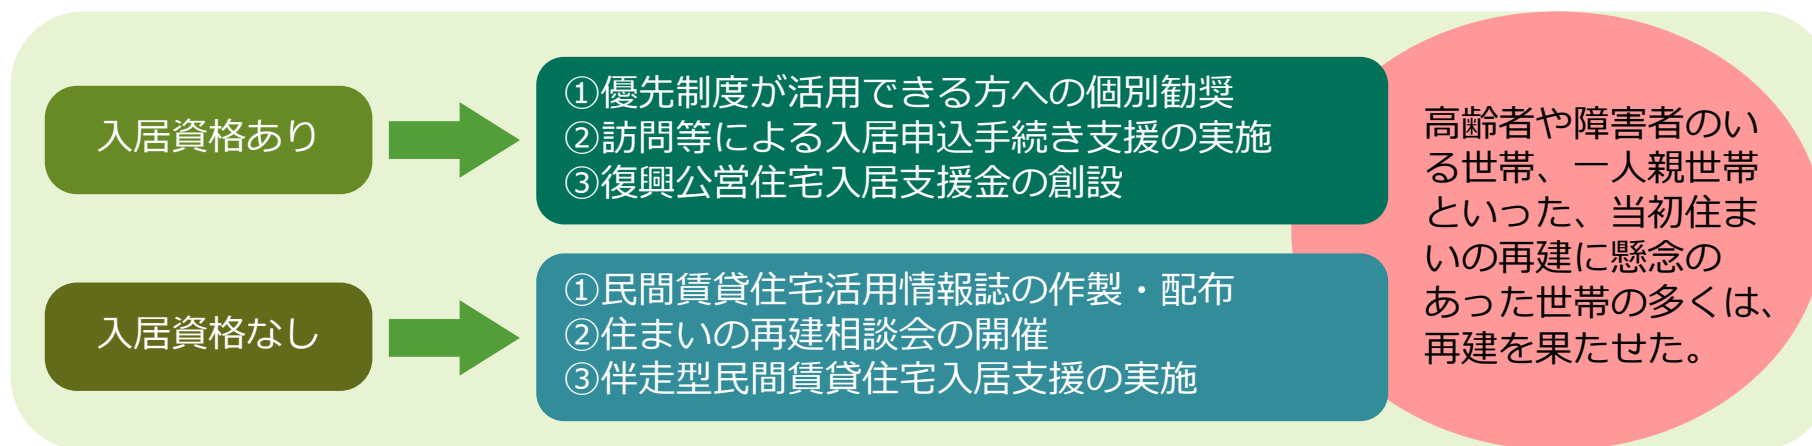 入居資格あり
①優先制度が活用できる方への個別勧奨
②訪問等による入居申込手続き支援の実施
③復興公営住宅入居支援金の創設
入居資格なし
①民間賃貸住宅活用情報誌の作製・配布
②住まいの再建相談会の開催
③伴走型民間賃貸住宅入居支援の実施
高齢者や障害者のい
る世帯、一人親世帯
といった、当初住ま
いの再建に懸念の
あった世帯の多くは、
再建を果たせた。